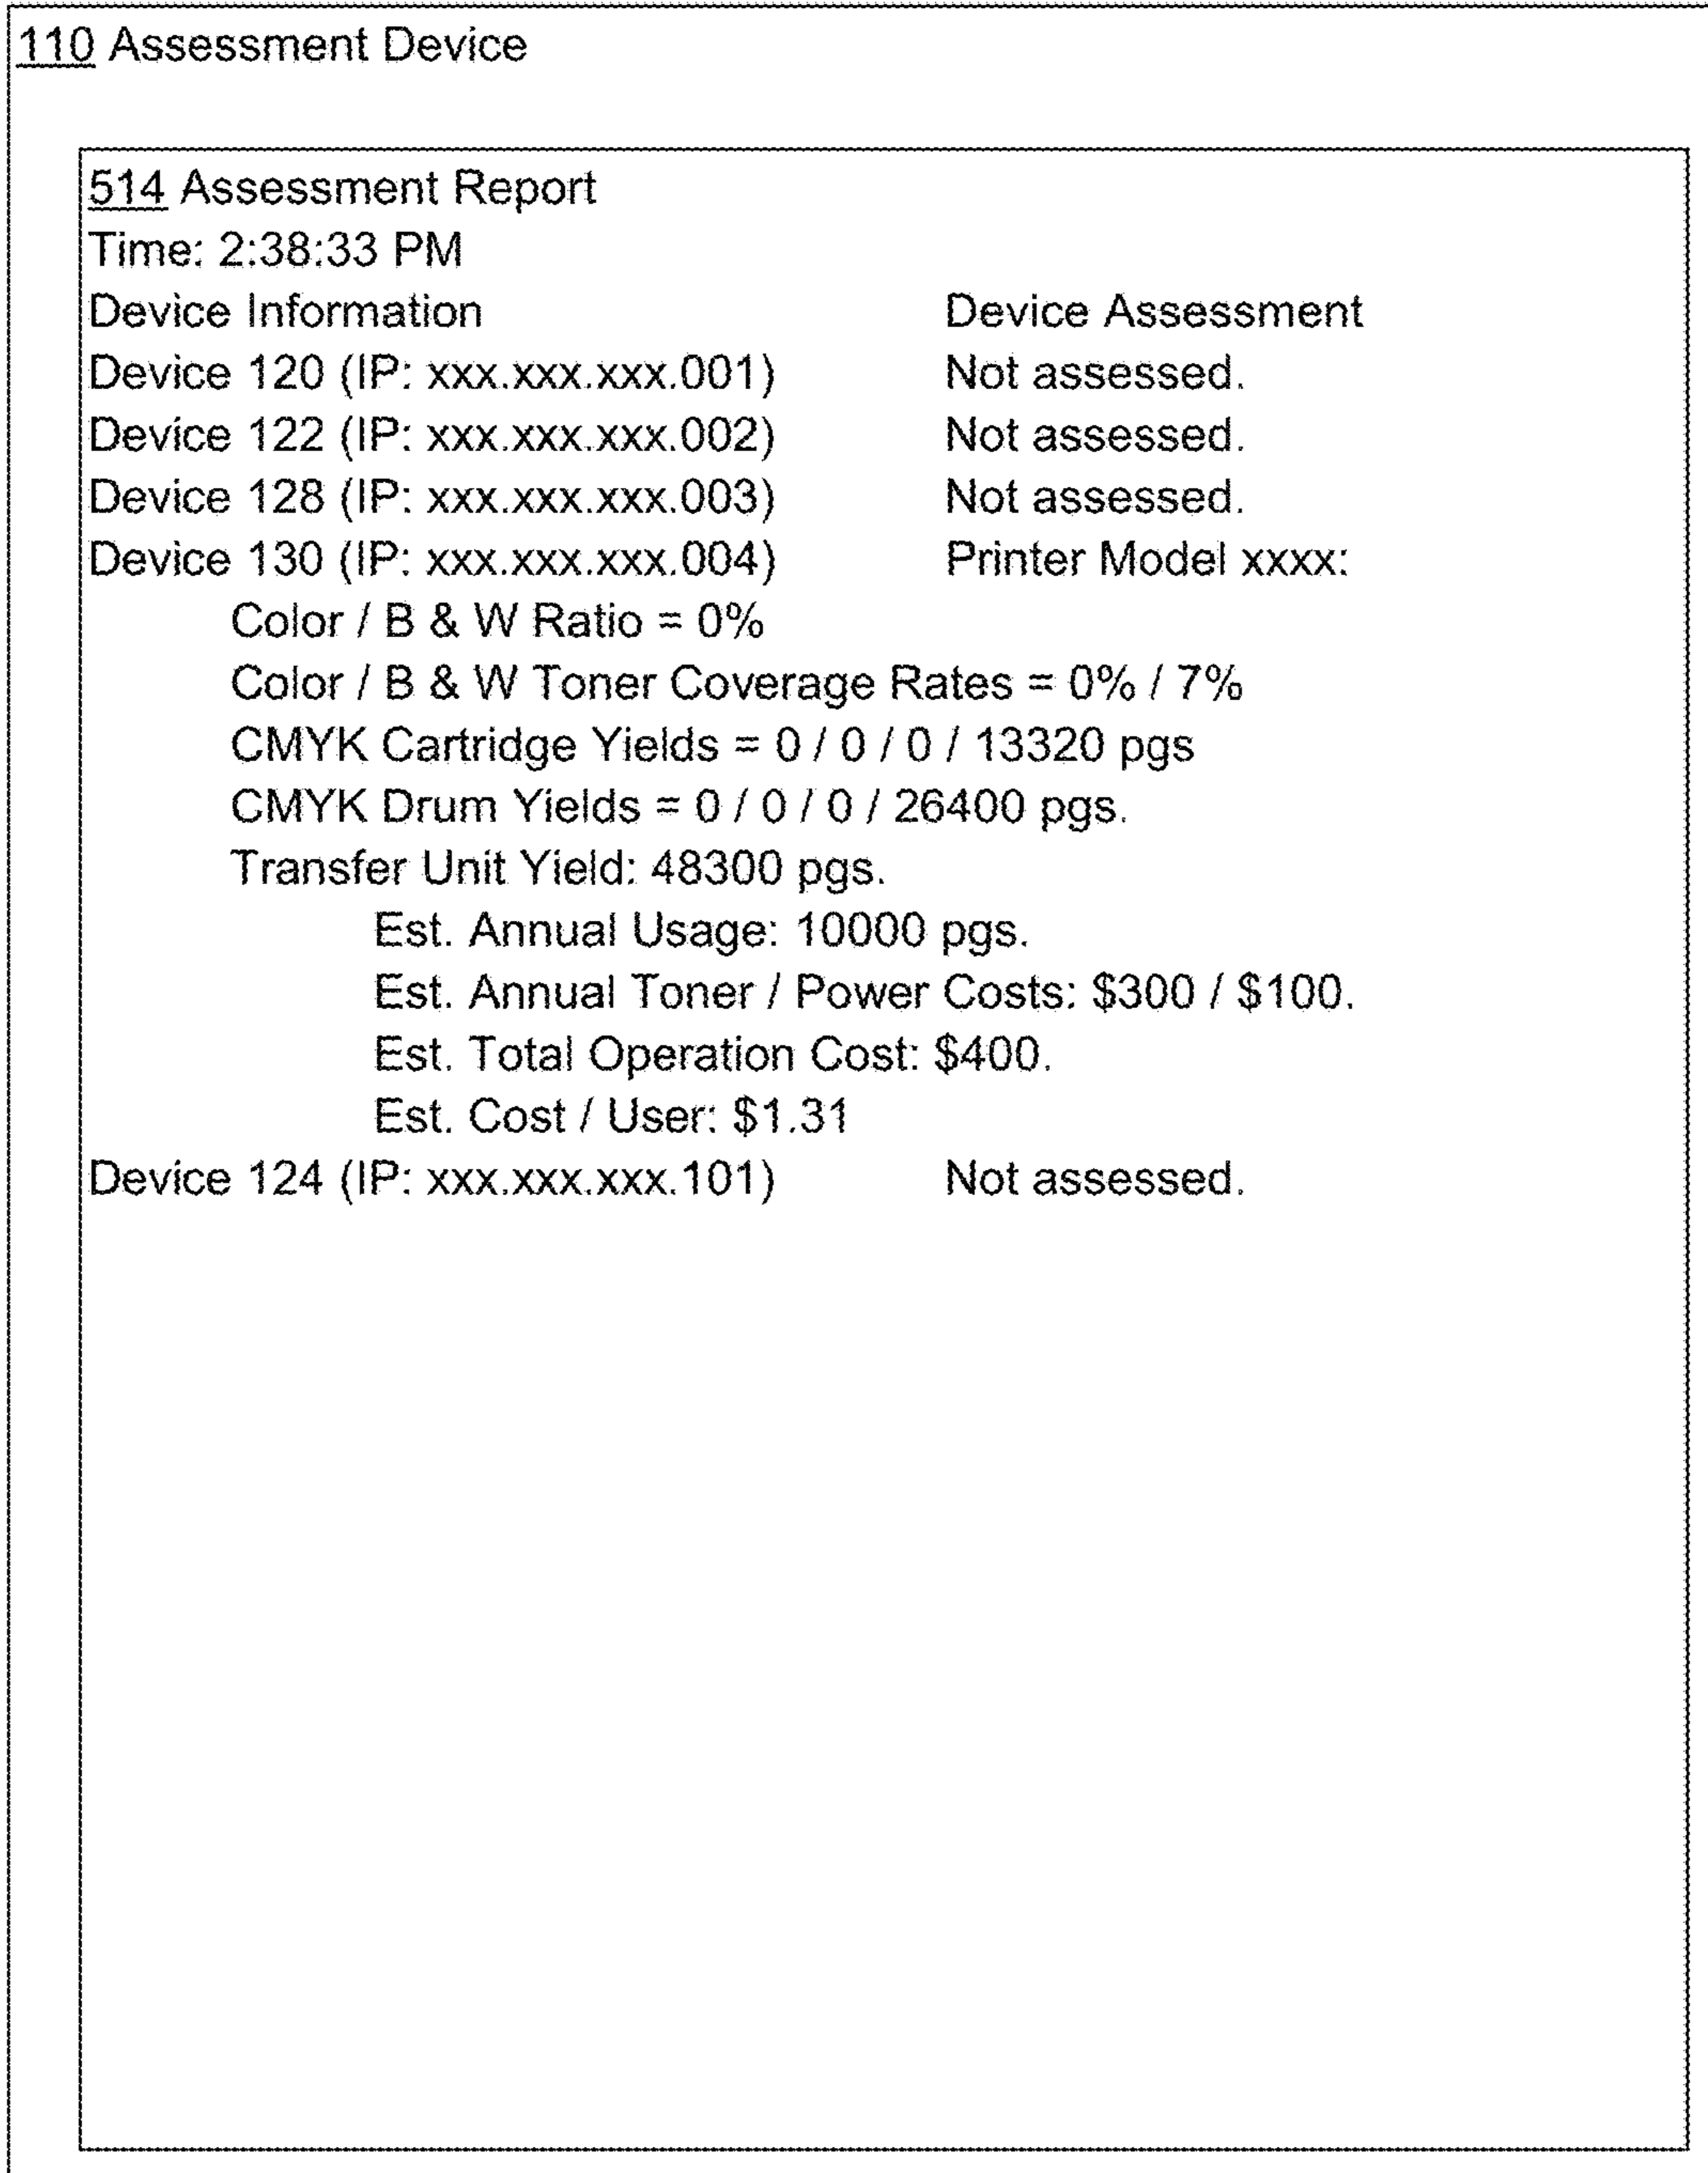 110 Assessment Device
514 Assessment Report
Time: 2:38:33 PM
Device Information Device Assessment
Device 120 (IP: xxx.xxx.xxx.001) Not assessed.
Device 122 (IP: xxx.xxx.xxx.002) Not assessed.
Device 128 (IP: xxx.xxx.xxx.003) Not assessed.
Device 130 (IP: xxx.xxx.xxx.004) Printer Model xxxx:
Color / B & W Ratio = 0%
Color / B & W Toner Coverage Rates = 0% / 7%
CMYK Cartridge Yields = 0 / 0 / 0 / 13320 pgs
CMYK Drum Yields = 0 / 0 / 0 / 26400 pgs.
Transfer Unit Yield: 48300 pgs.
Est. Annual Usage: 10000 pgs.
Est. Annual Toner / Power Costs: $300 / $100.
Est. Total Operation Cost: $400.
Est. Cost / User: $1.31
Device 124 (IP: xxx.xxx.xxx.101) Not assessed.